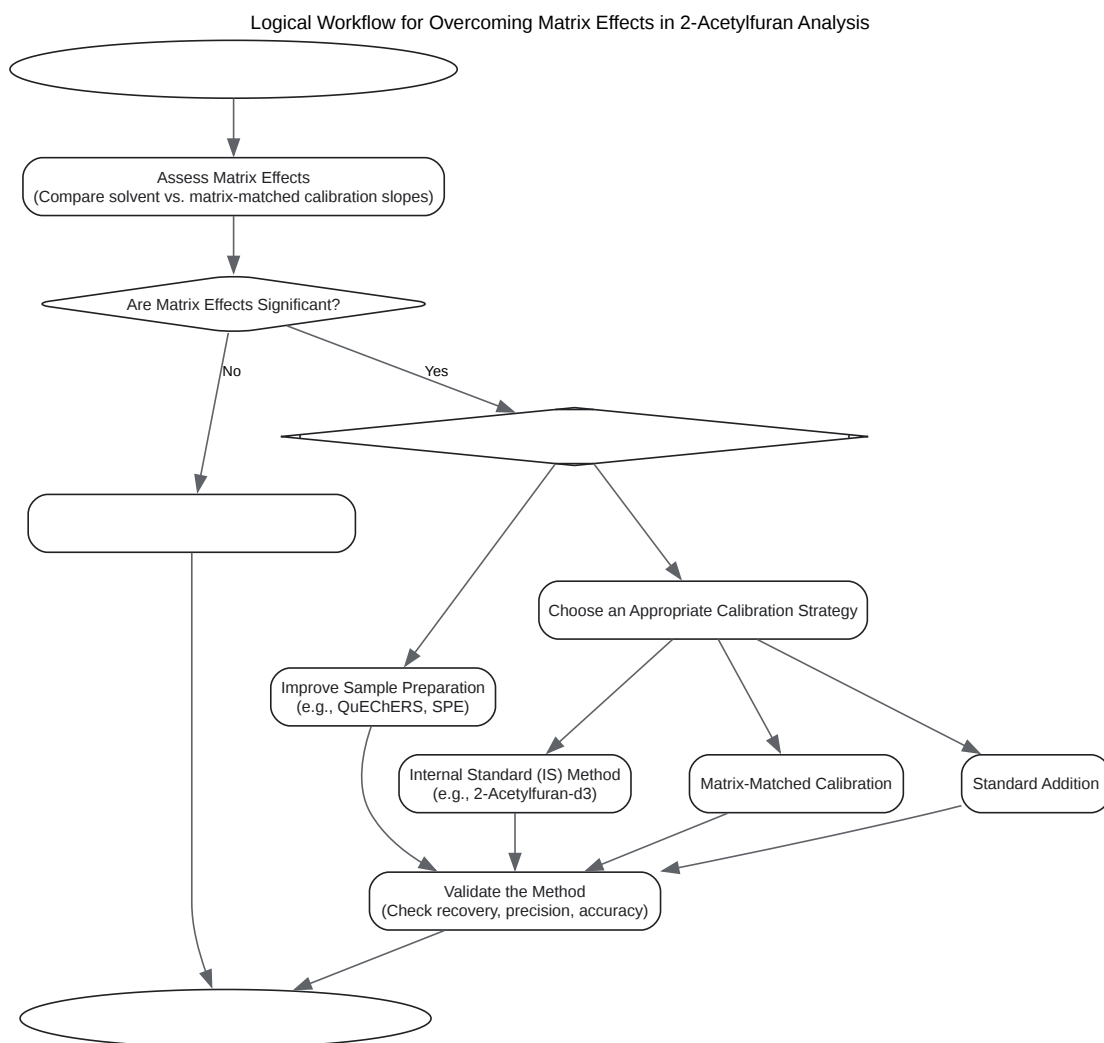 Logical Workflow for Overcoming Matrix Effects in 2-Acetylfuran Analysis
Assess Matrix Effects
(Compare solvent vs. matrix-matched calibration slopes)
Are Matrix Effects Significant?
No
Yes
Choose an Appropriate Calibration Strategy
Improve Sample Preparation
(e.g., QuEChERS, SPE)
Internal Standard (IS) Method
(e.g., 2-Acetylfuran-d3)
Matrix-Matched Calibration
Standard Addition
Validate the Method
(Check recovery, precision, accuracy)